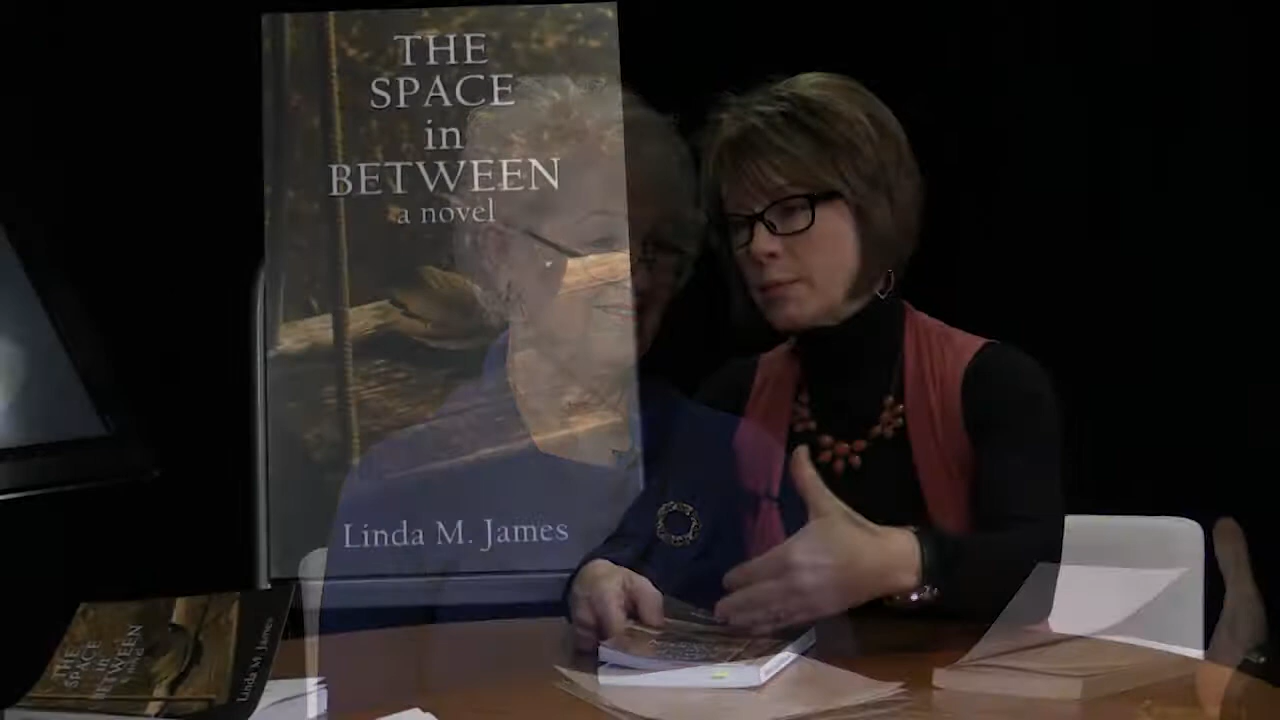 THE
SPACE
in
BETWEEN
a novel
Linda M. James
THE
SPACE
in
BETWEEN
Linda M. James